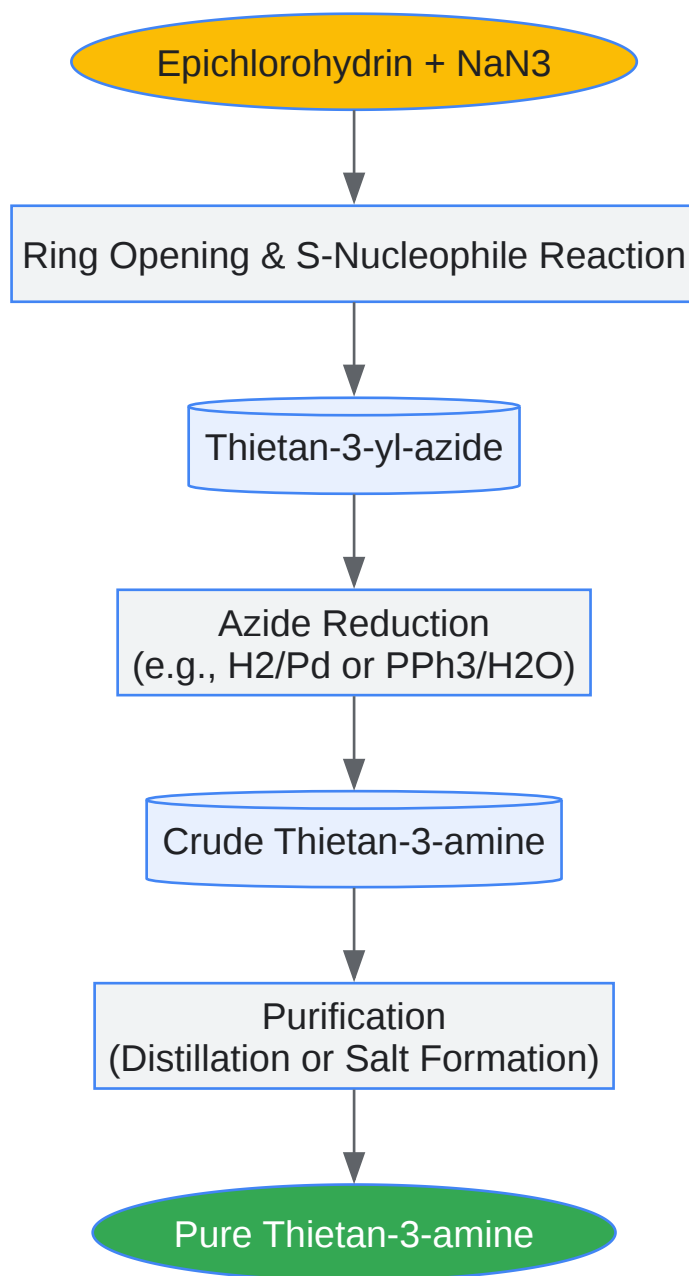 Epichlorohydrin + NaN3
Ring Opening & S-Nucleophile Reaction
Thietan-3-yl-azide
Azide Reduction
(e.g., H2/Pd or PPh3/H2O)
Crude Thietan-3-amine
Purification
(Distillation or Salt Formation)
Pure Thietan-3-amine